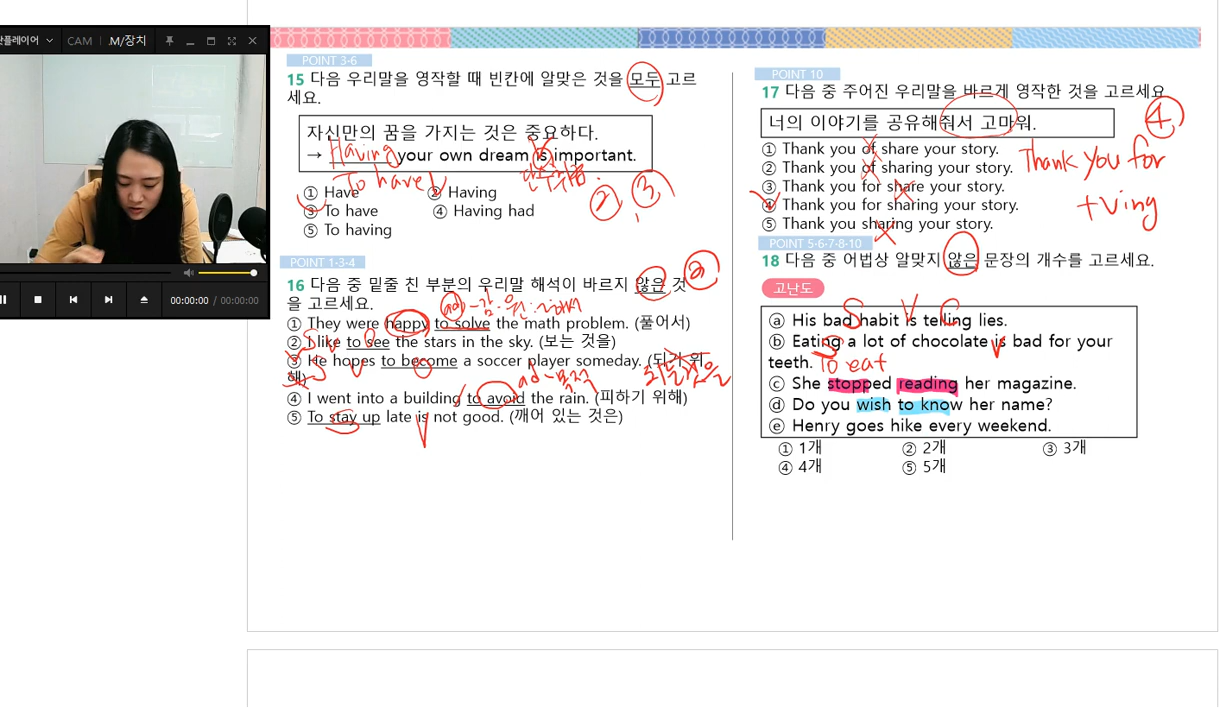 캇플레이어 CAM .M/장치
00:00:00 / 00:00:00
POINT 3-6
15 다음 우리말을 영작할 때 빈칸에 알맞은 것을 모두 고르
세요.
자신만의 꿈을 가지는 것은 중요하다.
→ Having your own dream is important.
To have
단수취급
① Have ② Having
③ To have ④ Having had
⑤ To having
②, ③
POINT 1-3-4
16 다음 중 밑줄 친 부분의 우리말 해석이 바르지 않은 것
을 고르세요.
① They were happy to solve the math problem. (풀어서)
② I like to see the stars in the sky. (보는 것을)
③ He hopes to become a soccer player someday. (되기 위
해)
④ I went into a building to avoid the rain. (피하기 위해)
⑤ To stay up late is not good. (깨어 있는 것은)
S V O
S V O
S V
POINT 10
17 다음 중 주어진 우리말을 바르게 영작한 것을 고르세요.
너의 이야기를 공유해줘서 고마워.
④
① Thank you of share your story.
② Thank you of sharing your story.
③ Thank you for share your story.
④ Thank you for sharing your story.
⑤ Thank you sharing your story.
Thank you for
+Ving
POINT 5-6-7-8-10
18 다음 중 어법상 알맞지 않은 문장의 개수를 고르세요.
고난도
S V C
ⓐ His bad habit is telling lies.
ⓑ Eating a lot of chocolate is bad for your
teeth. To eat
S V
ⓒ She stopped reading her magazine.
ⓓ Do you wish to know her name?
ⓔ Henry goes hike every weekend.
① 1개 ② 2개 ③ 3개
④ 4개 ⑤ 5개